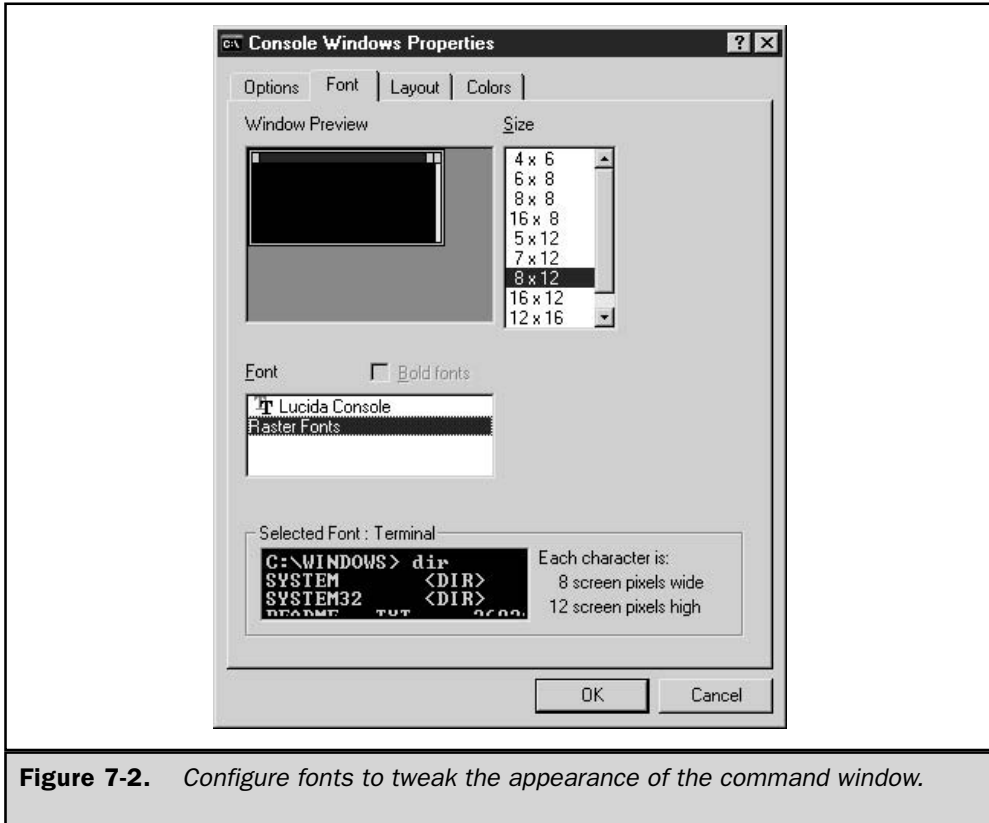 C:\ Console Windows Properties
Options Font Layout Colors
Window Preview
Size
4 x 6
6 x 8
8 x 8
16 x 8
5 x 12
7 x 12
8 x 12
16 x 12
12 x 16
Font
Bold fonts
Lucida Console
Raster Fonts
Selected Font : Terminal
C:\WINDOWS> dir
SYSTEM <DIR>
SYSTEM32 <DIR>
README TXT
Each character is:
8 screen pixels wide
12 screen pixels high
OK Cancel
Figure 7-2. Configure fonts to tweak the appearance of the command window.